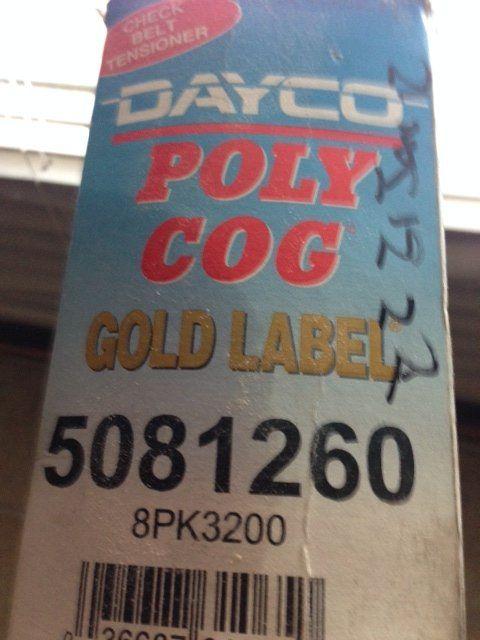 CHECK
BELT
TENSIONER
DAYCO
POLY
COG
GOLD LABEL
5081260
8PK3200